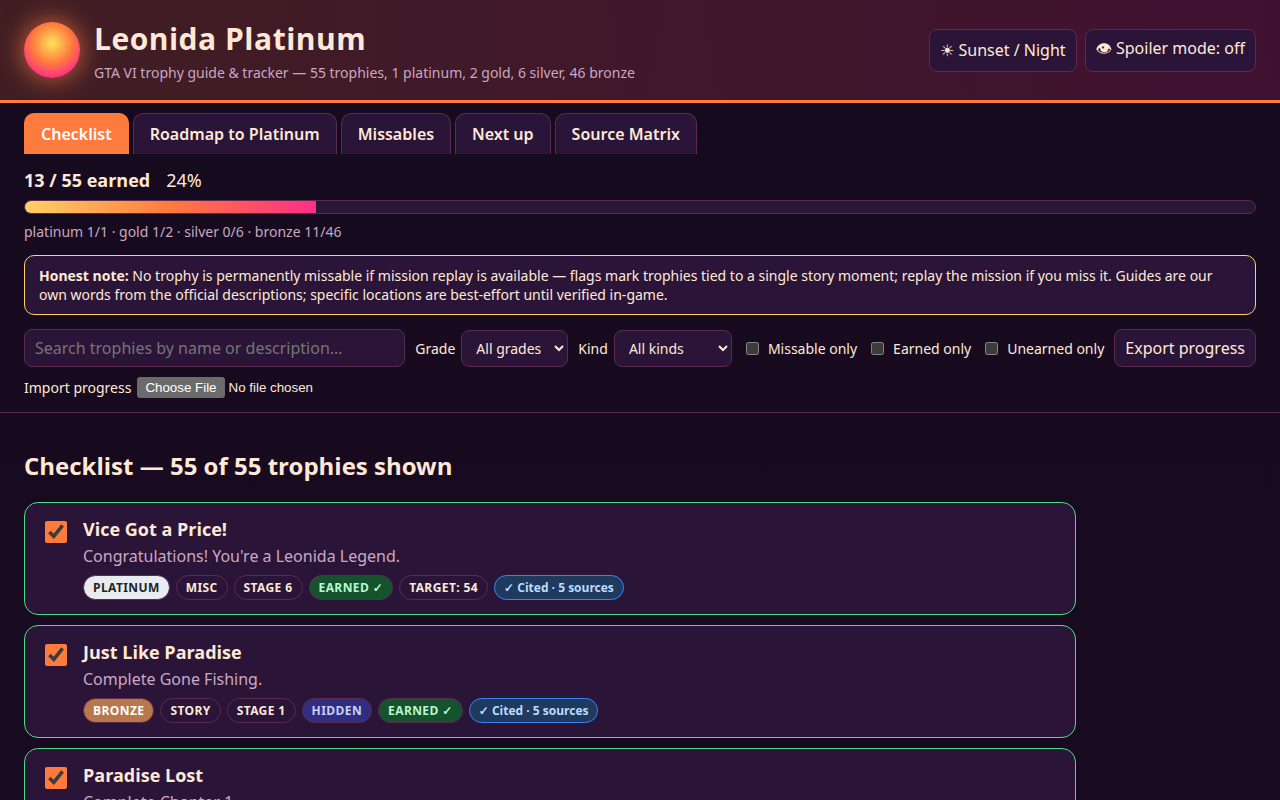 Leonida Platinum
GTA VI trophy guide & tracker — 55 trophies, 1 platinum, 2 gold, 6 silver, 46 bronze
☀ Sunset / Night
👁 Spoiler mode: off
Checklist
Roadmap to Platinum
Missables
Next up
Source Matrix
13 / 55 earned 24%
platinum 1/1 · gold 1/2 · silver 0/6 · bronze 11/46
Honest note: No trophy is permanently missable if mission replay is available — flags mark trophies tied to a single story moment; replay the mission if you miss it. Guides are our
own words from the official descriptions; specific locations are best-effort until verified in-game.
Search trophies by name or description...
Grade All grades Kind All kinds Missable only Earned only Unearned only Export progress
Import progress Choose File No file chosen
Checklist — 55 of 55 trophies shown
Vice Got a Price!
Congratulations! You're a Leonida Legend.
PLATINUM MISC STAGE 6 EARNED ✓ TARGET: 54 ✓ Cited · 5 sources
Just Like Paradise
Complete Gone Fishing.
BRONZE STORY STAGE 1 HIDDEN EARNED ✓ ✓ Cited · 5 sources
Paradise Lost
Complete Chapter 1.